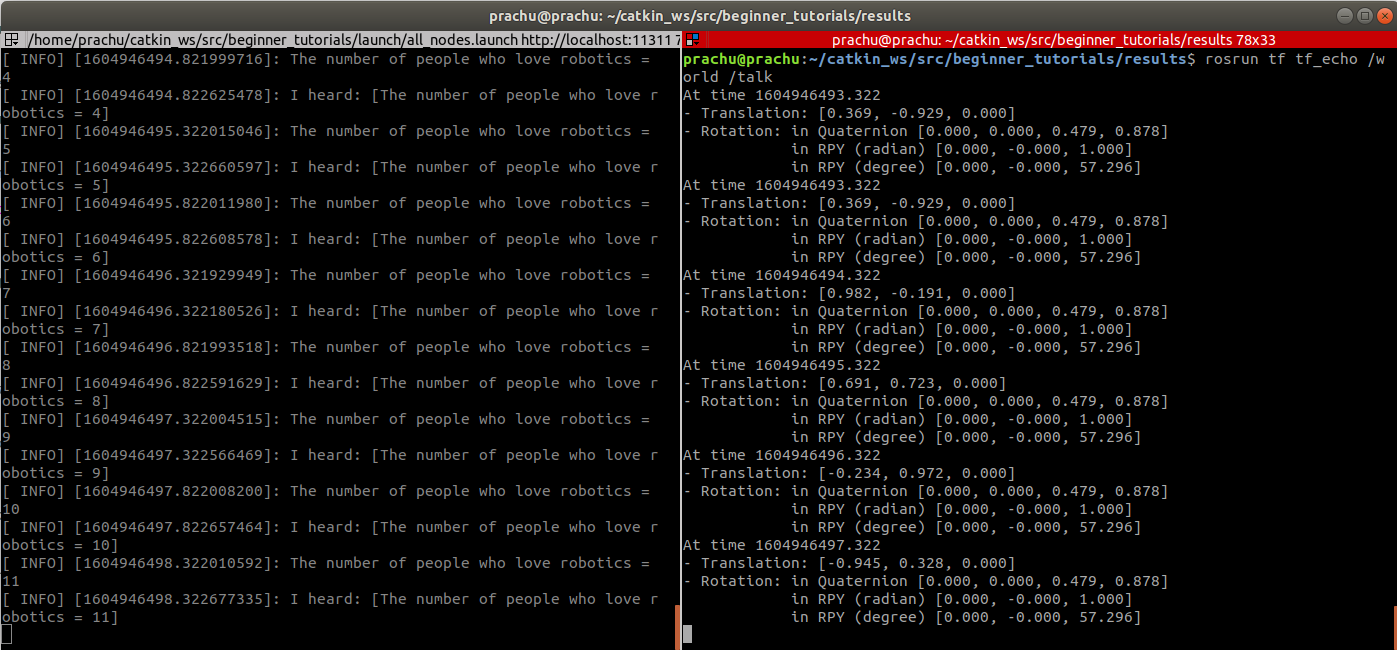 prachu@prachu: ~/catkin_ws/src/beginner_tutorials/results
/home/prachu/catkin_ws/src/beginner_tutorials/launch/all_nodes.launch http://localhost:11311 7
[ INFO] [1604946494.821999716]: The number of people who love robotics =
4
[ INFO] [1604946494.822625478]: I heard: [The number of people who love r
obotics = 4]
[ INFO] [1604946495.322015046]: The number of people who love robotics =
5
[ INFO] [1604946495.322660597]: I heard: [The number of people who love r
obotics = 5]
[ INFO] [1604946495.822011980]: The number of people who love robotics =
6
[ INFO] [1604946495.822608578]: I heard: [The number of people who love r
obotics = 6]
[ INFO] [1604946496.321929949]: The number of people who love robotics =
7
[ INFO] [1604946496.322180526]: I heard: [The number of people who love r
obotics = 7]
[ INFO] [1604946496.821993518]: The number of people who love robotics =
8
[ INFO] [1604946496.822591629]: I heard: [The number of people who love r
obotics = 8]
[ INFO] [1604946497.322004515]: The number of people who love robotics =
9
[ INFO] [1604946497.322566469]: I heard: [The number of people who love r
obotics = 9]
[ INFO] [1604946497.822008200]: The number of people who love robotics =
10
[ INFO] [1604946497.822657464]: I heard: [The number of people who love r
obotics = 10]
[ INFO] [1604946498.322010592]: The number of people who love robotics =
11
[ INFO] [1604946498.322677335]: I heard: [The number of people who love r
obotics = 11]
prachu@prachu: ~/catkin_ws/src/beginner_tutorials/results 78x33
prachu@prachu:~/catkin_ws/src/beginner_tutorials/results$ rosrun tf tf_echo /w
orld /talk
At time 1604946493.322
- Translation: [0.369, -0.929, 0.000]
- Rotation: in Quaternion [0.000, 0.000, 0.479, 0.878]
            in RPY (radian) [0.000, -0.000, 1.000]
            in RPY (degree) [0.000, -0.000, 57.296]
At time 1604946493.322
- Translation: [0.369, -0.929, 0.000]
- Rotation: in Quaternion [0.000, 0.000, 0.479, 0.878]
            in RPY (radian) [0.000, -0.000, 1.000]
            in RPY (degree) [0.000, -0.000, 57.296]
At time 1604946494.322
- Translation: [0.982, -0.191, 0.000]
- Rotation: in Quaternion [0.000, 0.000, 0.479, 0.878]
            in RPY (radian) [0.000, -0.000, 1.000]
            in RPY (degree) [0.000, -0.000, 57.296]
At time 1604946495.322
- Translation: [0.691, 0.723, 0.000]
- Rotation: in Quaternion [0.000, 0.000, 0.479, 0.878]
            in RPY (radian) [0.000, -0.000, 1.000]
            in RPY (degree) [0.000, -0.000, 57.296]
At time 1604946496.322
- Translation: [-0.234, 0.972, 0.000]
- Rotation: in Quaternion [0.000, 0.000, 0.479, 0.878]
            in RPY (radian) [0.000, -0.000, 1.000]
            in RPY (degree) [0.000, -0.000, 57.296]
At time 1604946497.322
- Translation: [-0.945, 0.328, 0.000]
- Rotation: in Quaternion [0.000, 0.000, 0.479, 0.878]
            in RPY (radian) [0.000, -0.000, 1.000]
            in RPY (degree) [0.000, -0.000, 57.296]